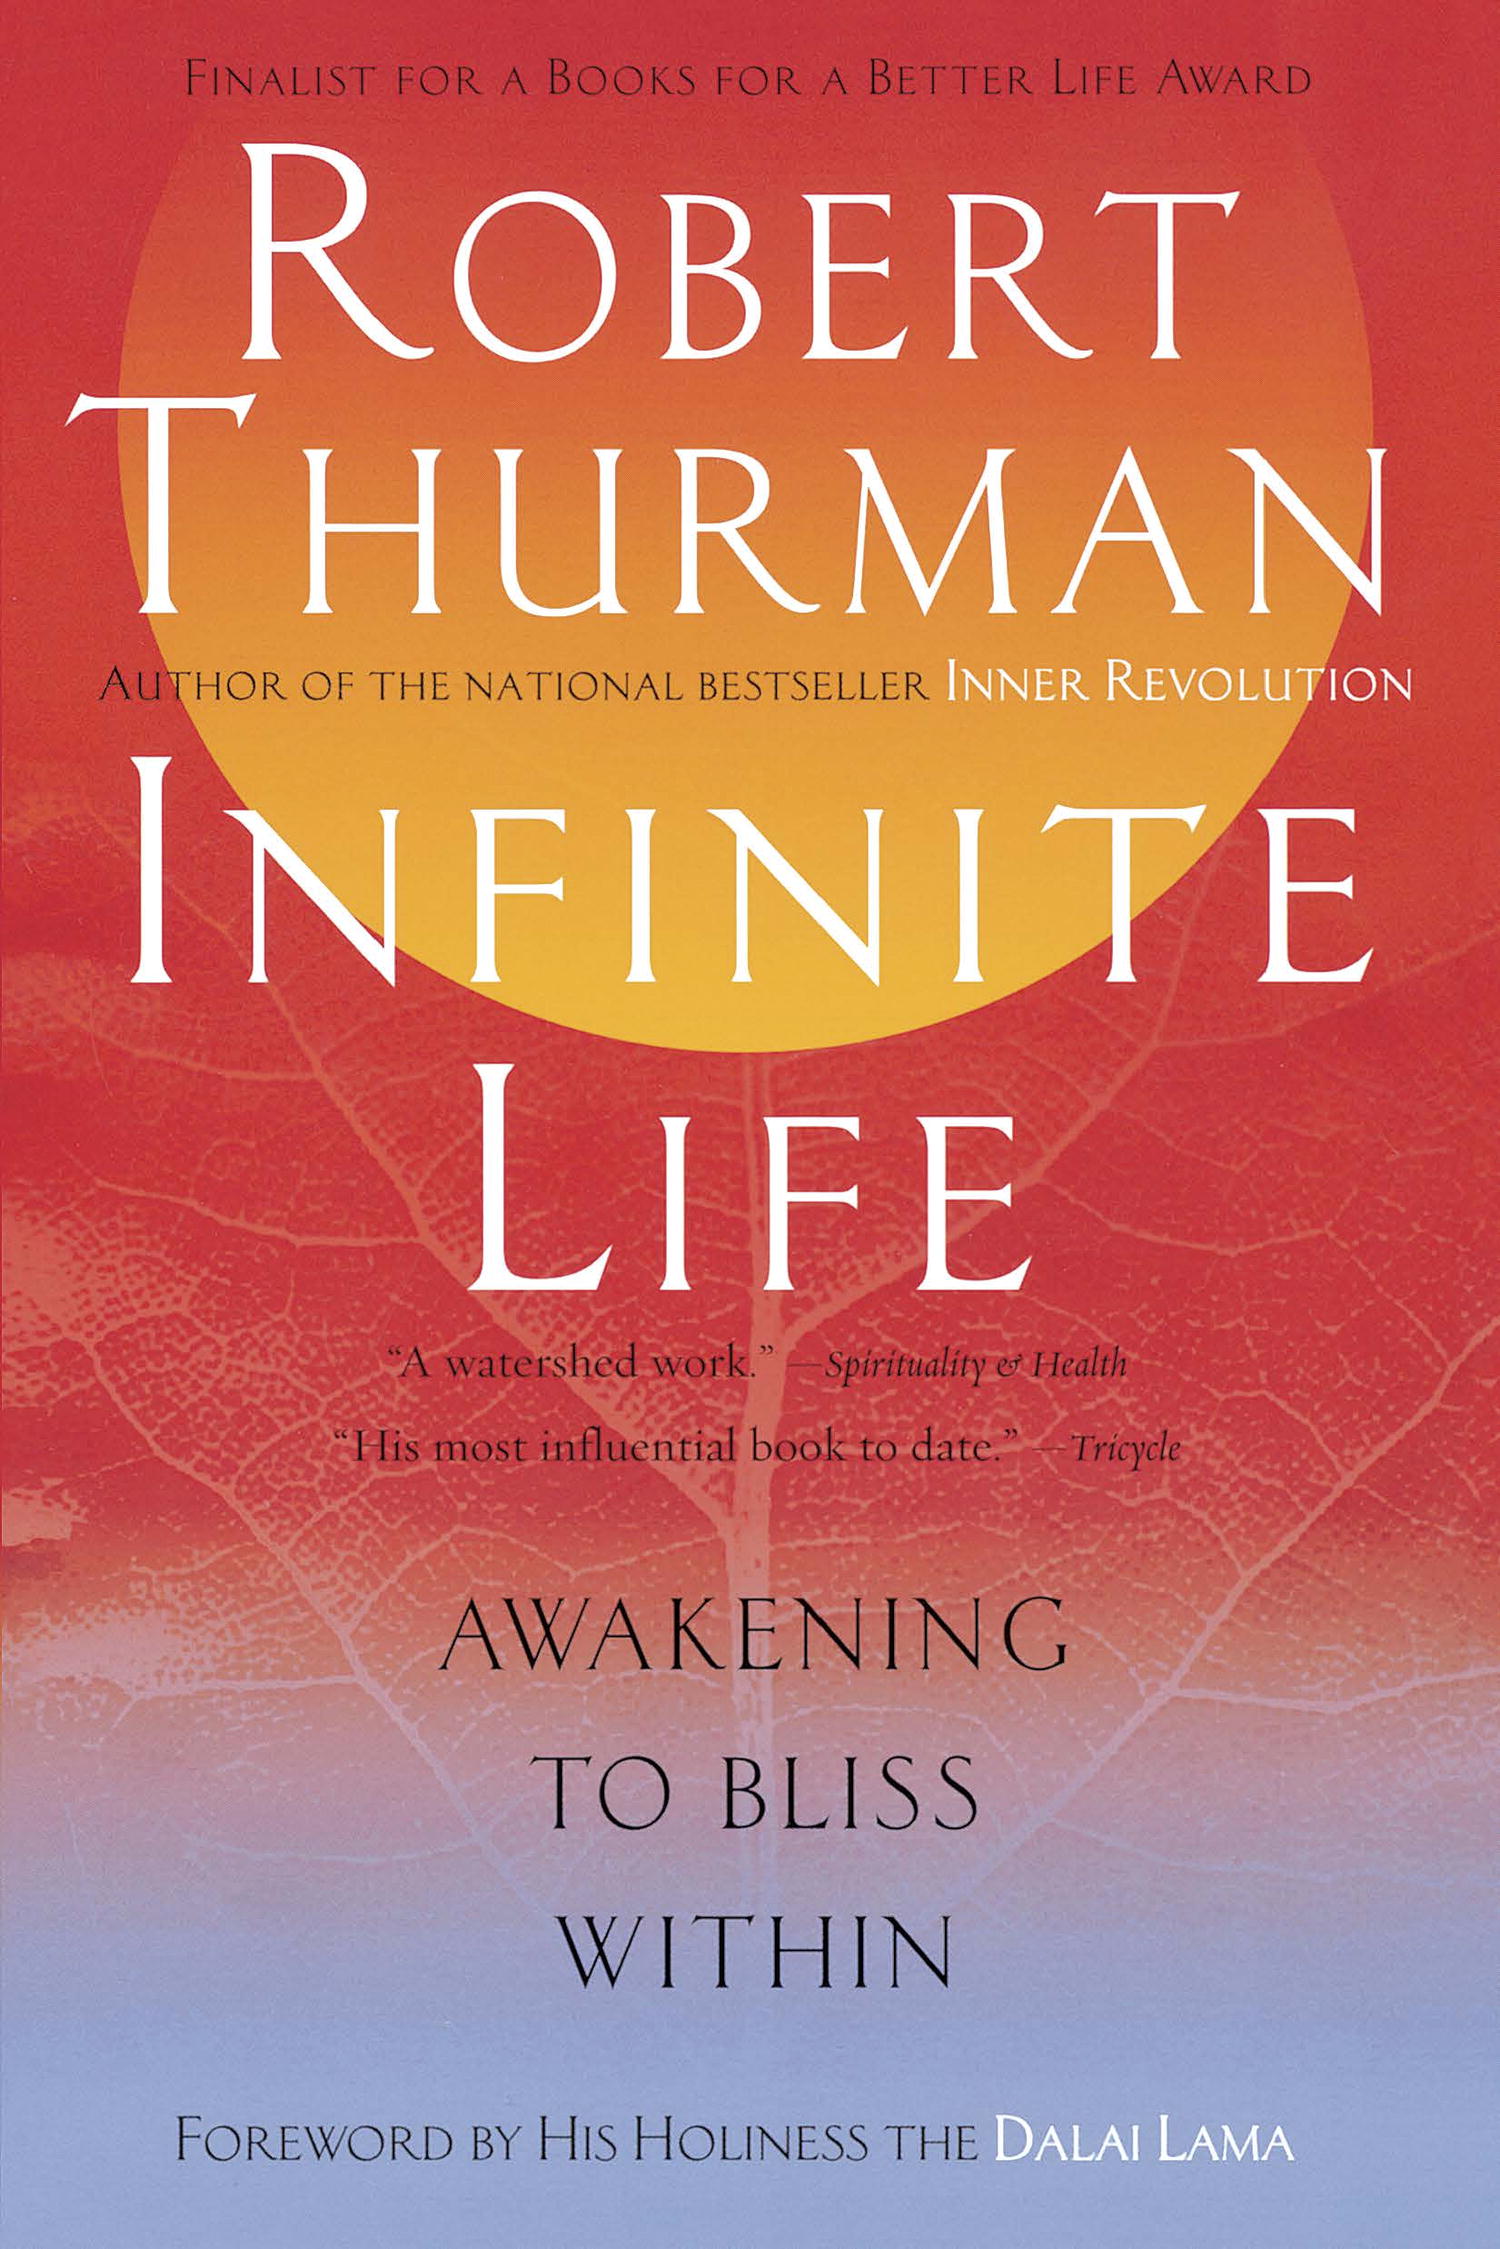 FINALIST FOR A BOOKS FOR A BETTER LIFE AWARD
ROBERT
THURMAN
AUTHOR OF THE NATIONAL BESTSELLER INNER REVOLUTION
INFINITE
LIFE
“A watershed work.” —Spirituality & Health
“His most influential book to date.” —Tricycle
AWAKENING
TO BLISS
WITHIN
FOREWORD BY HIS HOLINESS THE DALAI LAMA